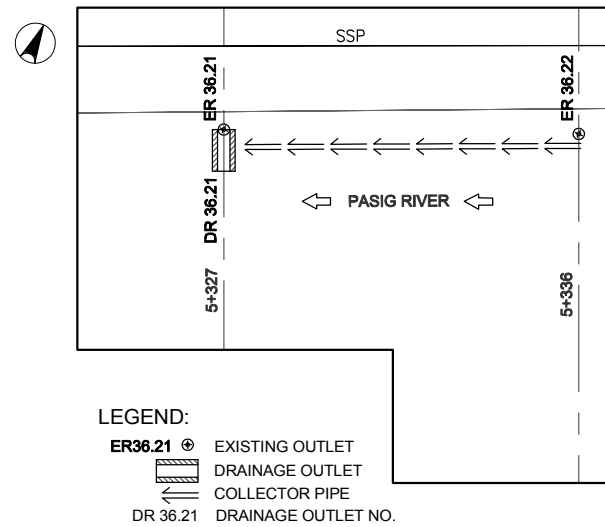 SSP
ER 36.21
ER 36.22
DR 36.21
PASIG RIVER
5+327
5+336
LEGEND:
ER36.21 EXISTING OUTLET
DRAINAGE OUTLET
COLLECTOR PIPE
DR 36.21 DRAINAGE OUTLET NO.